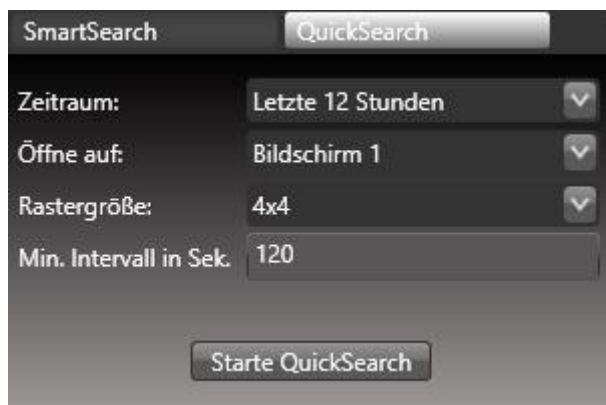 SmartSearch QuickSearch
Zeitraum: Letzte 12 Stunden
Öffne auf: Bildschirm 1
Rastergröße: 4x4
Min. Intervall in Sek. 120
Starte QuickSearch